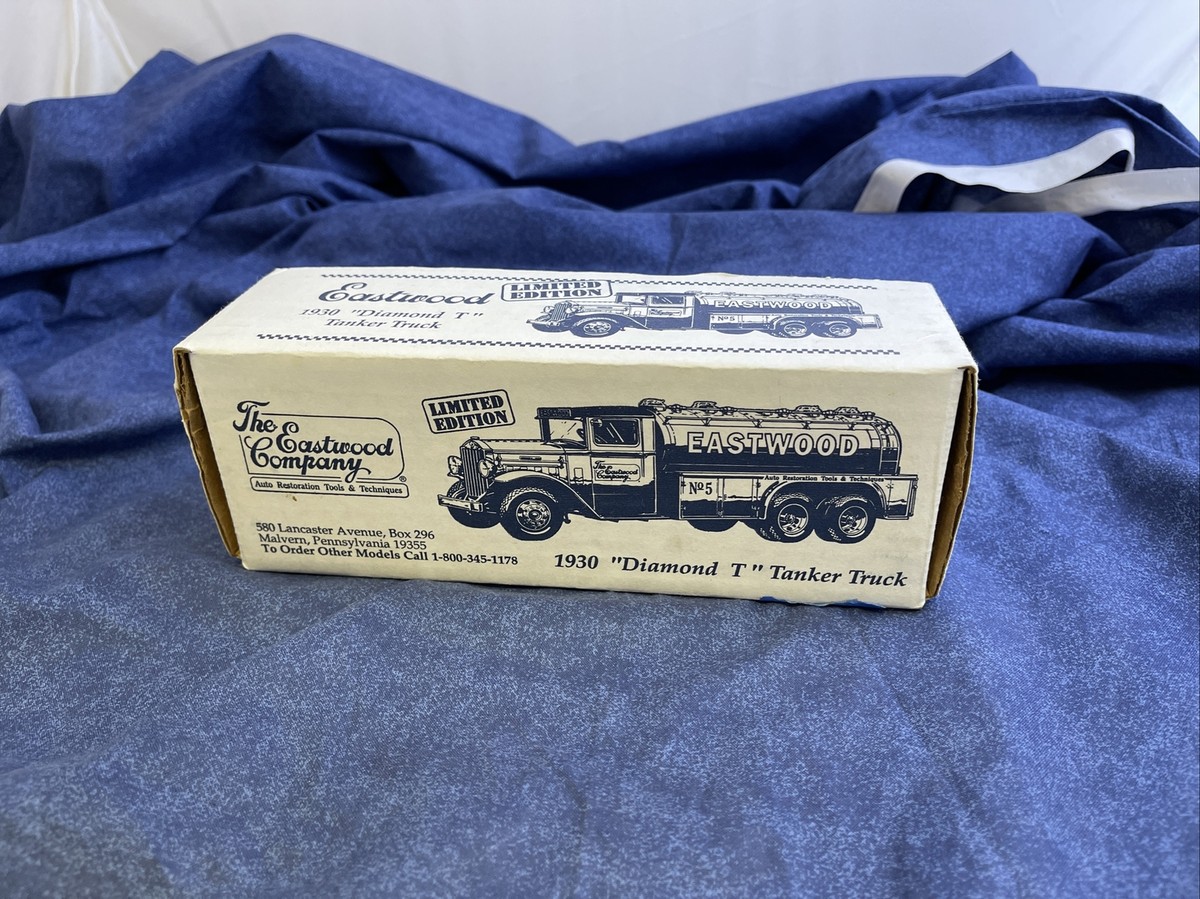 Eastwood
LIMITED
EDITION
1930 "Diamond T"
Tanker Truck
EASTWOOD
Nº5
The
Eastwood
Company
®
Auto Restoration Tools & Techniques
580 Lancaster Avenue, Box 296
Malvern, Pennsylvania 19355
To Order Other Models Call 1-800-345-1178
LIMITED
EDITION
EASTWOOD
The
Eastwood
Company
Nº5
Auto Restoration Tools & Techniques
1930 "Diamond T" Tanker Truck